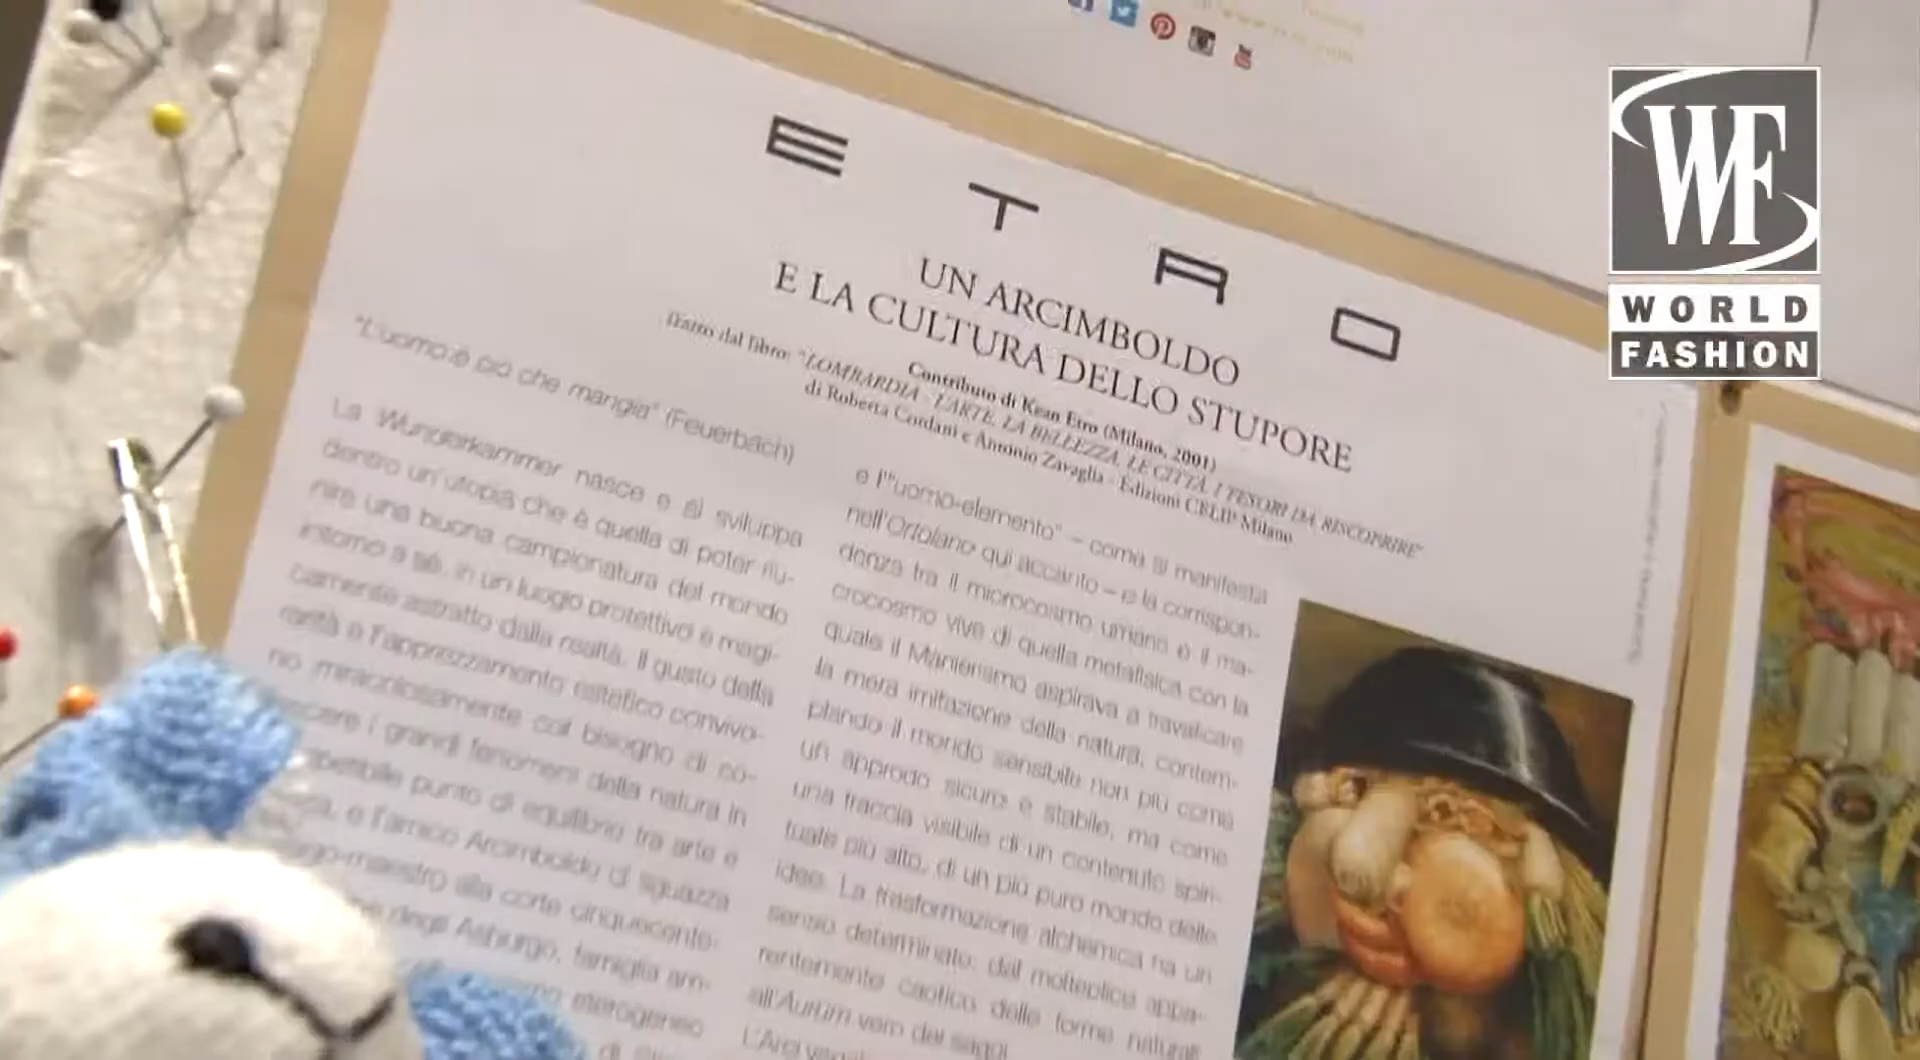 ETRO
UN ARCIMBOLDO
E LA CULTURA DELLO STUPORE
Contributo di Kean Etro (Milano, 2001)
tratto dal libro: "LOMBARDIA - L'ARTE, LA BELLEZZA, LE CITTÀ, I TESORI DA RISCOPRIRE"
di Roberta Cordani e Antonio Zavaglia - Edizioni CELIP Milano
"L'uomo è ciò che mangia" (Feuerbach)
La Wunderkammer nasce e si sviluppa
dentro un'utopia che è quella di poter riu-
nire una buona campionatura del mondo
intorno a sé, in un luogo protettivo e magi-
camente astratto dalla realtà. Il gusto della
rarità e l'apprezzamento estetico convivo-
no miracolosamente col bisogno di co-
i grandi fenomeni della natura in
punto di equilibrio tra arte e
e l'amico Arcimboldo ci sguazza
alla corte cinquecente-
degli Asburgo, famiglia
eterogeneo
di
e l'"uomo-elemento" – come si manifesta
nell'Ortolano qui accanto – e la corrispon-
denza tra il microcosmo umano e il ma-
crocosmo vive di quella metafisica con la
quale il Manierismo aspirava a travalicare
la mera imitazione della natura, contem-
plando il mondo sensibile non più come
un approdo sicuro e stabile, ma come
una traccia visibile di un contenuto spiri-
tuale più alto, di un più puro mondo delle
idee. La trasformazione alchemica ha un
senso determinato: dal molteplice appa-
rentemente caotico delle forme naturali
all'Aurum vero dei saggi.
WF
WORLD
FASHION